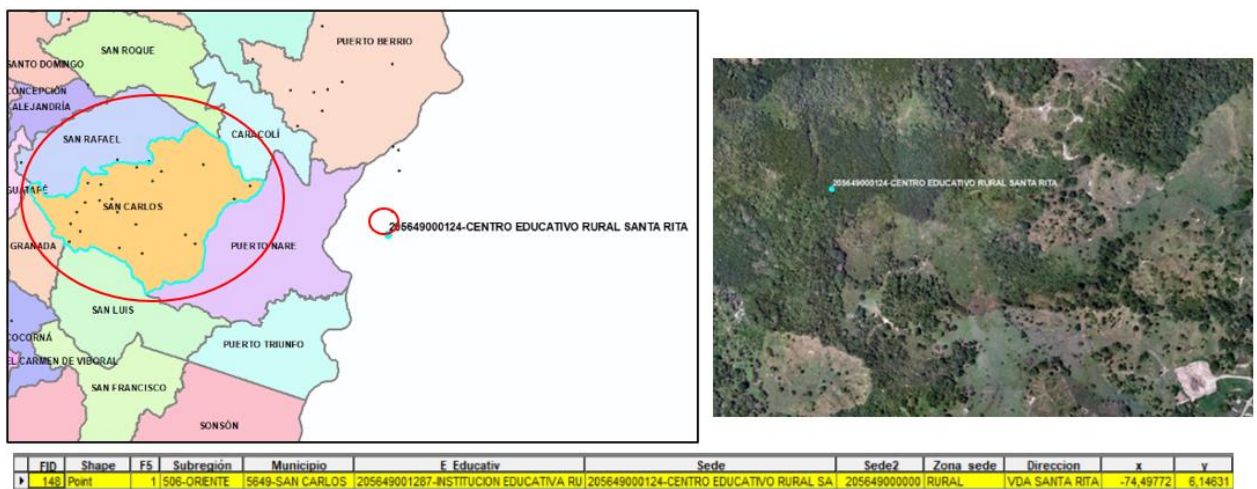 SAN ROQUE
PUERTO BERRIO
SANTO DOMINGO
CONCEPCIÓN
ALEJANDRÍA
SAN RAFAEL
CARACOLÍ
GUATAPÉ
SAN CARLOS
GRANADA
PUERTO NARE
205649000124-CENTRO EDUCATIVO RURAL SANTA RITA
SAN LUIS
COCORNÁ
PUERTO TRIUNFO
EL CARMEN DE VIBORAL
SAN FRANCISCO
SONSÓN
205649000124-CENTRO EDUCATIVO RURAL SANTA RITA
FID Shape F5 Subregión Municipio E_Educativ Sede Sede2 Zona_sede Direccion x y
148 Point 1 506-ORIENTE 5649-SAN CARLOS 205649001287-INSTITUCION EDUCATIVA RU 205649000124-CENTRO EDUCATIVO RURAL SA 205649000000 RURAL VDA SANTA RITA -74,49772 6,14631